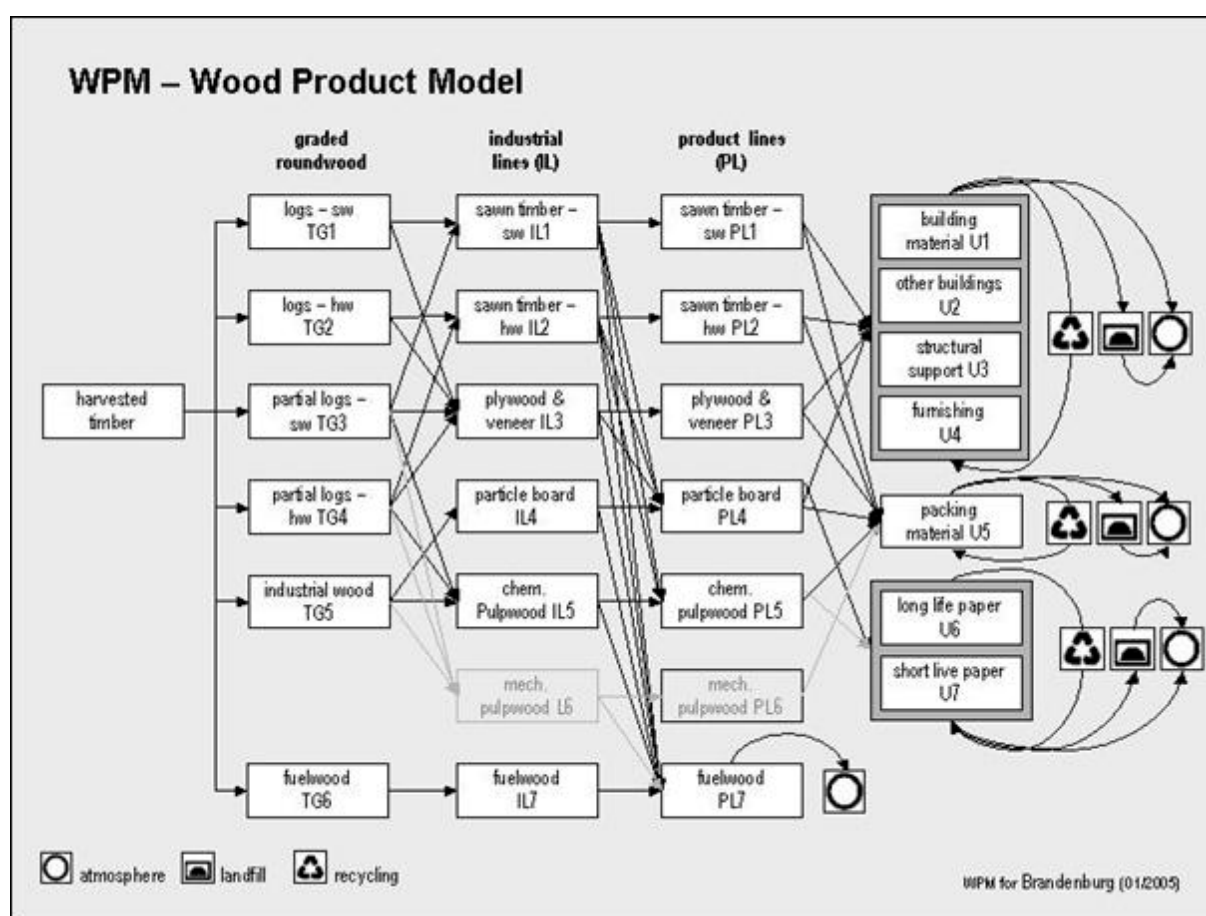 WPM – Wood Product Model
graded
roundwood
industrial
lines (IL)
product lines
(PL)
harvested
timber
logs – sw
TG1
logs – hw
TG2
partial logs –
sw TG3
partial logs –
hw TG4
industrial wood
TG5
fuelwood
TG6
sawn timber –
sw IL1
sawn timber –
hw IL2
plywood &
veneer IL3
particle board
IL4
chem.
Pulpwood IL5
mech.
pulpwood L6
fuelwood
IL7
sawn timber –
sw PL1
sawn timber –
hw PL2
plywood &
veneer PL3
particle board
PL4
chem.
pulpwood PL5
mech.
pulpwood PL6
fuelwood
PL7
building
material U1
other buildings
U2
structural
support U3
furnishing
U4
packing
material U5
long life paper
U6
short live paper
U7
atmosphere
landfill
recycling
WPM for Brandenburg (01/2005)